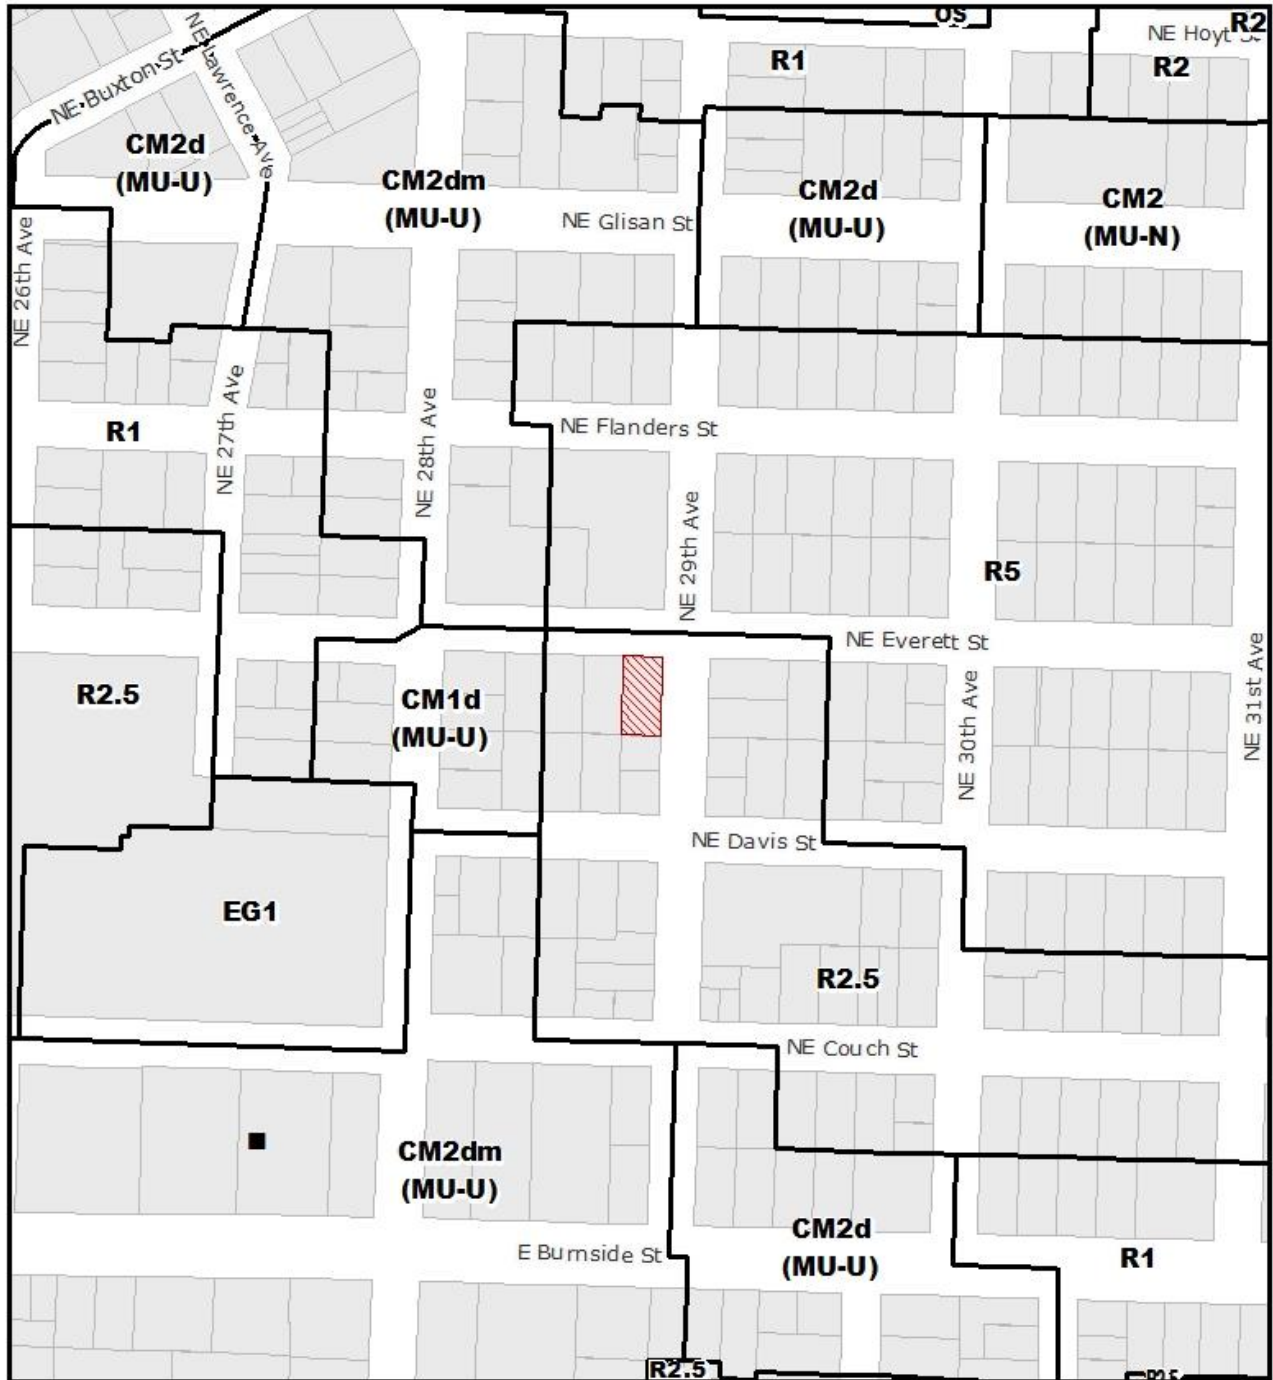 OS
R2
NE Hoyt St
R1
R2
NE Buxton St
NE Lawrence Ave
CM2d
(MU-U)
CM2dm
(MU-U)
CM2d
(MU-U)
CM2
(MU-N)
NE Glisan St
NE 26th Ave
NE 27th Ave
NE 28th Ave
R1
NE Flanders St
NE 29th Ave
R5
NE Everett St
NE 30th Ave
NE 31st Ave
R2.5
CM1d
(MU-U)
NE Davis St
EG1
R2.5
NE Couch St
CM2dm
(MU-U)
CM2d
(MU-U)
E Burnside St
R1
R2.5
R2.5